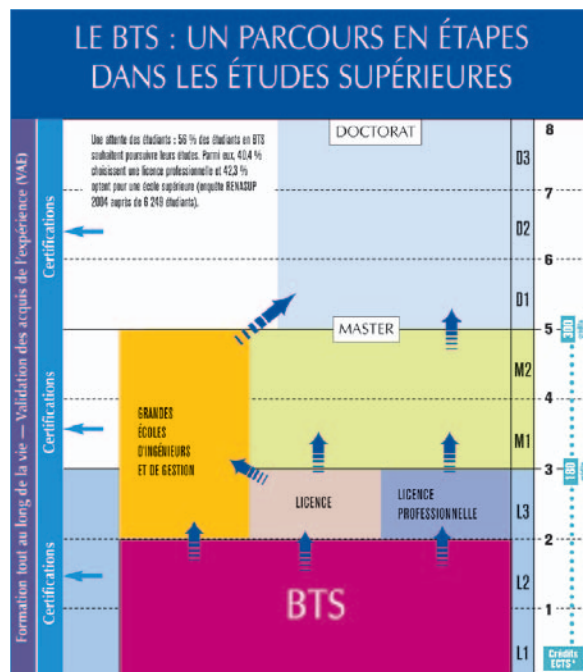 LE BTS : UN PARCOURS EN ÉTAPES
DANS LES ÉTUDES SUPÉRIEURES
Formation tout au long de la vie — Validation des acquis de l'expérience (VAE)
Certifications
Certifications
Certifications
Une attente des étudiants : 56 % des étudiants en BTS
souhaitent poursuivre leurs études. Parmi eux, 40,4 %
choisissent une licence professionnelle et 42,3 %
optent pour une école supérieure (enquête RENASUP
2004 auprès de 6 249 étudiants).
DOCTORAT
MASTER
GRANDES
ÉCOLES
D'INGÉNIEURS
ET DE GESTION
LICENCE
LICENCE
PROFESSIONNELLE
BTS
D3
D2
D1
M2
M1
L3
L2
L1
8
7
6
5
4
3
2
1
300
180
Crédits
ECTS